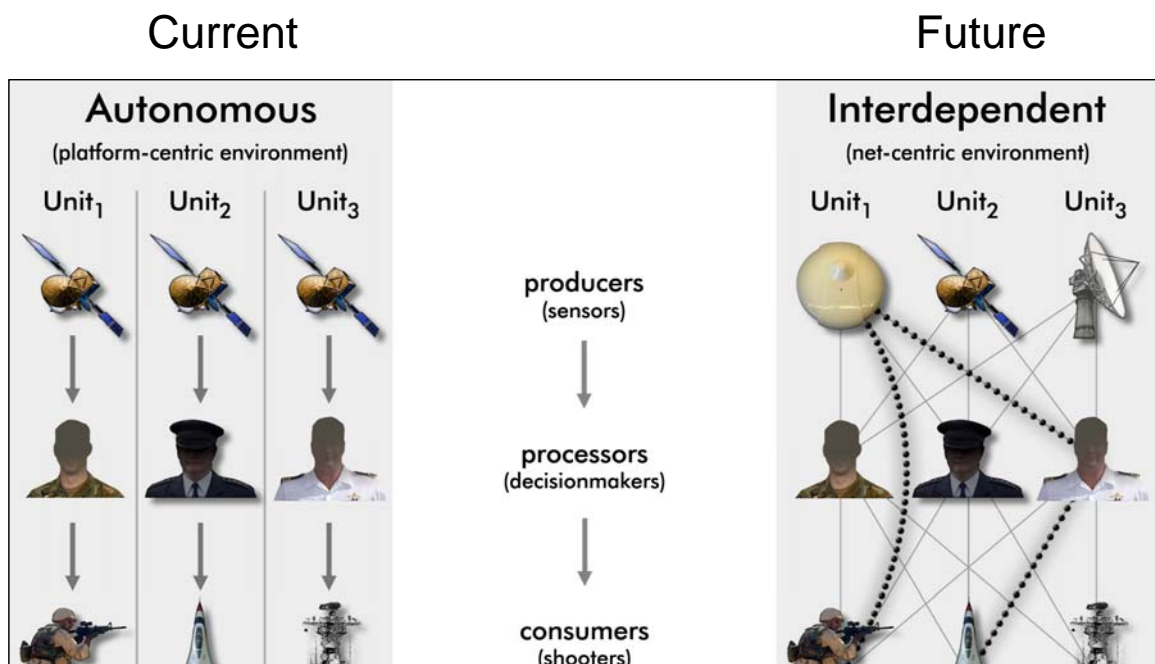 Current
Future
Autonomous
(platform-centric environment)
Unit₁
Unit₂
Unit₃
producers
(sensors)
processors
(decisionmakers)
consumers
(shooters)
Interdependent
(net-centric environment)
Unit₁
Unit₂
Unit₃